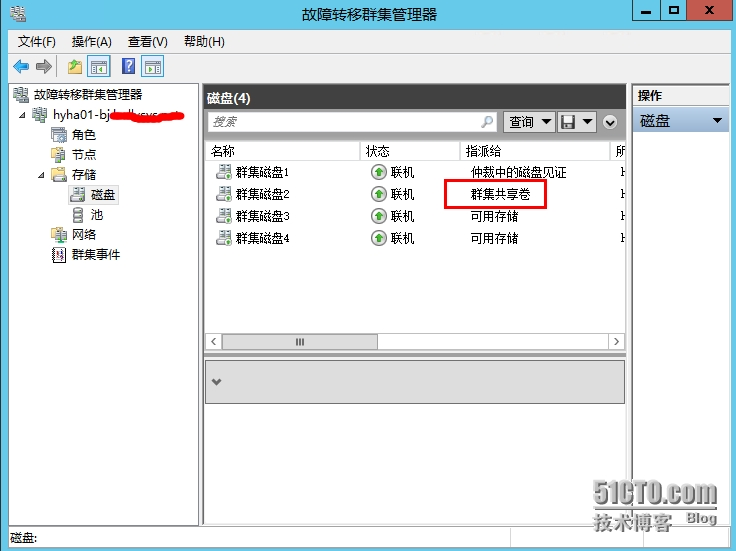 故障转移群集管理器
文件(F) 操作(A) 查看(V) 帮助(H)
故障转移群集管理器
hyha01-bj
角色
节点
存储
磁盘
池
网络
群集事件
磁盘(4)
搜索 查询
名称 状态 指派给 所
群集磁盘1 联机 仲裁中的磁盘见证
群集磁盘2 联机 群集共享卷
群集磁盘3 联机 可用存储
群集磁盘4 联机 可用存储
操作
磁盘
磁盘:
51CTO.com
技术博客 Blog